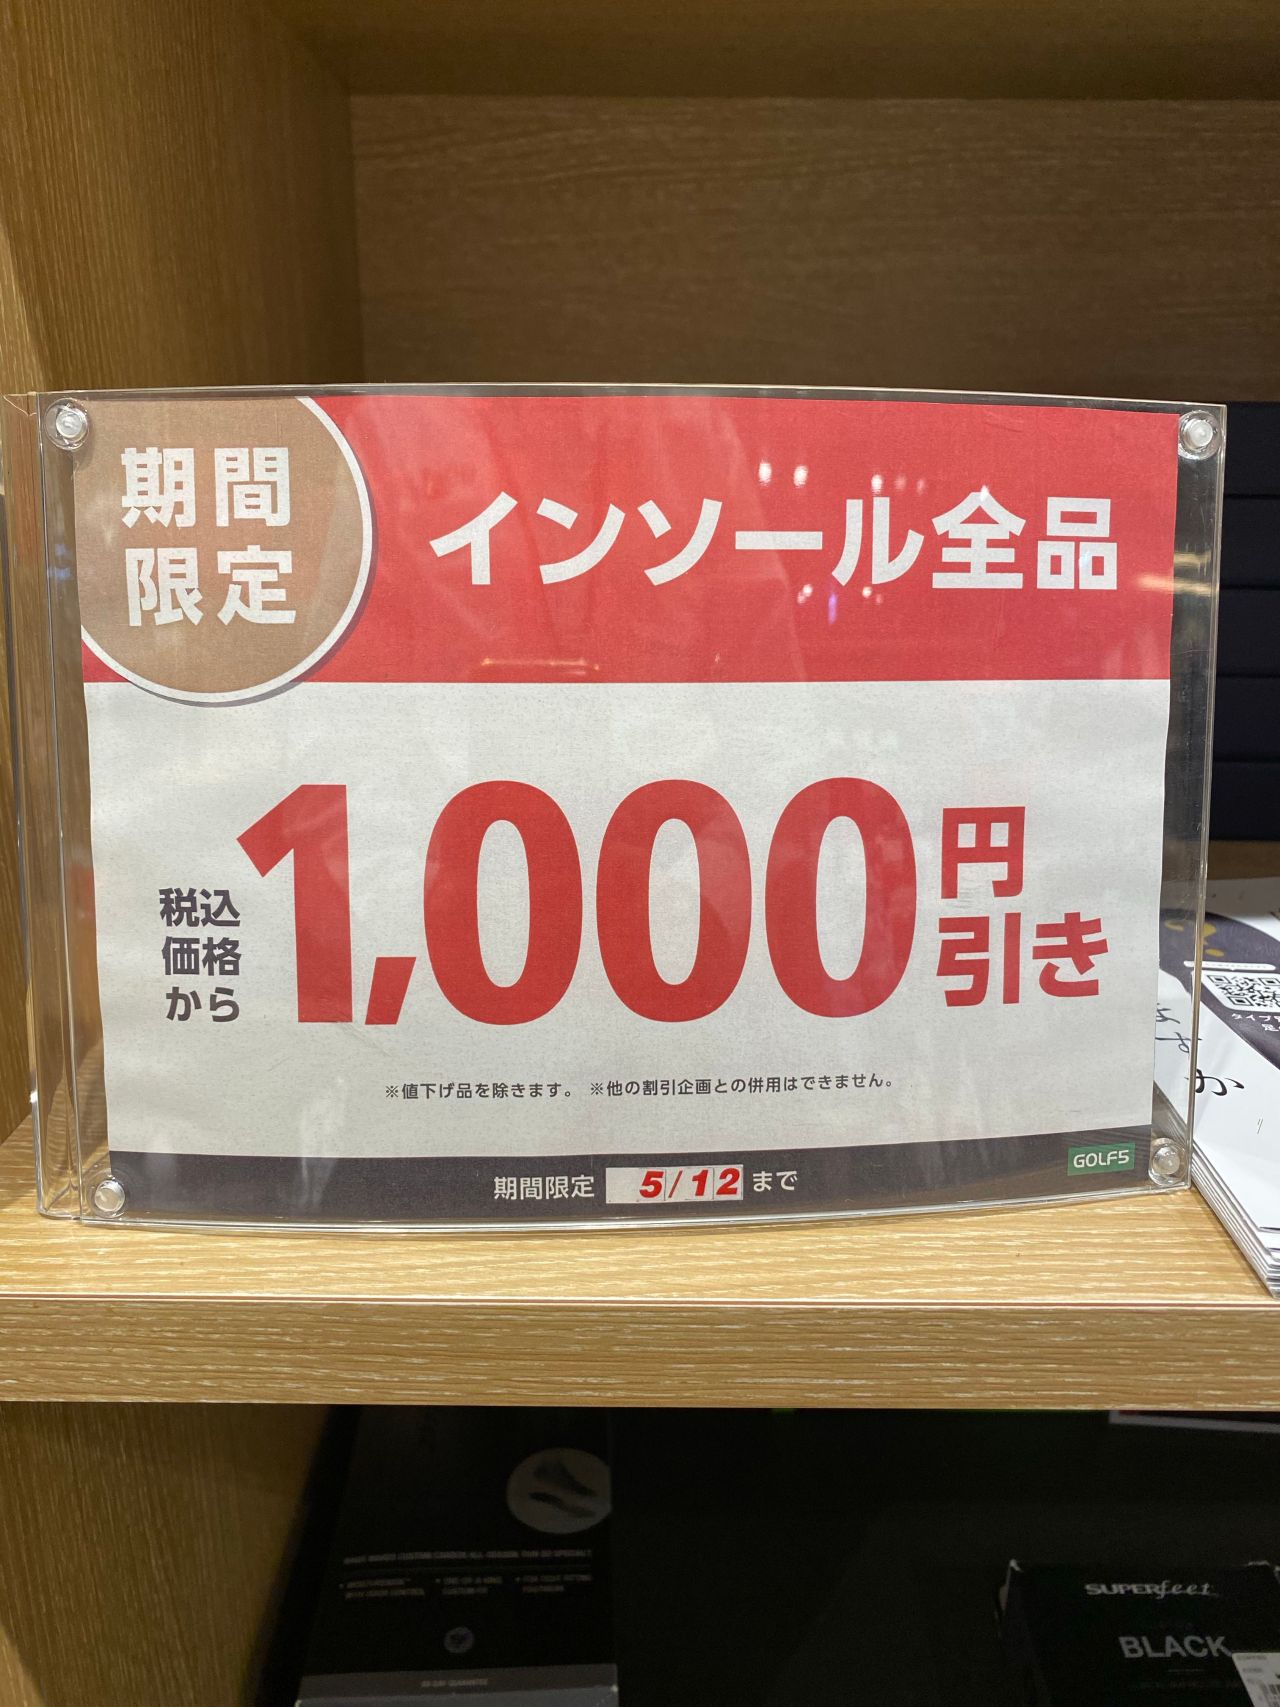 期間
限定
インソール全品
税込
価格
から
1,000円
引き
※値下げ品を除きます。 ※他の割引企画との併用はできません。
期間限定 5/12 まで
GOLF5
SUPERfeet
BLACK